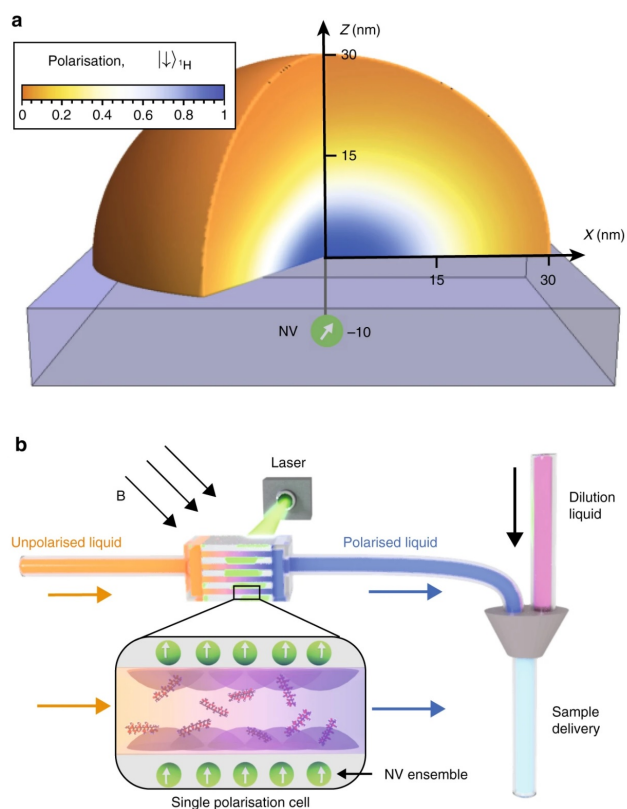 a
Polarisation, |↓⟩¹H
0 0.2 0.4 0.6 0.8 1
Z (nm)
30
15
X (nm)
15 30
NV
–10
b
B
Laser
Dilution
liquid
Unpolarised liquid
Polarised liquid
Sample
delivery
NV ensemble
Single polarisation cell